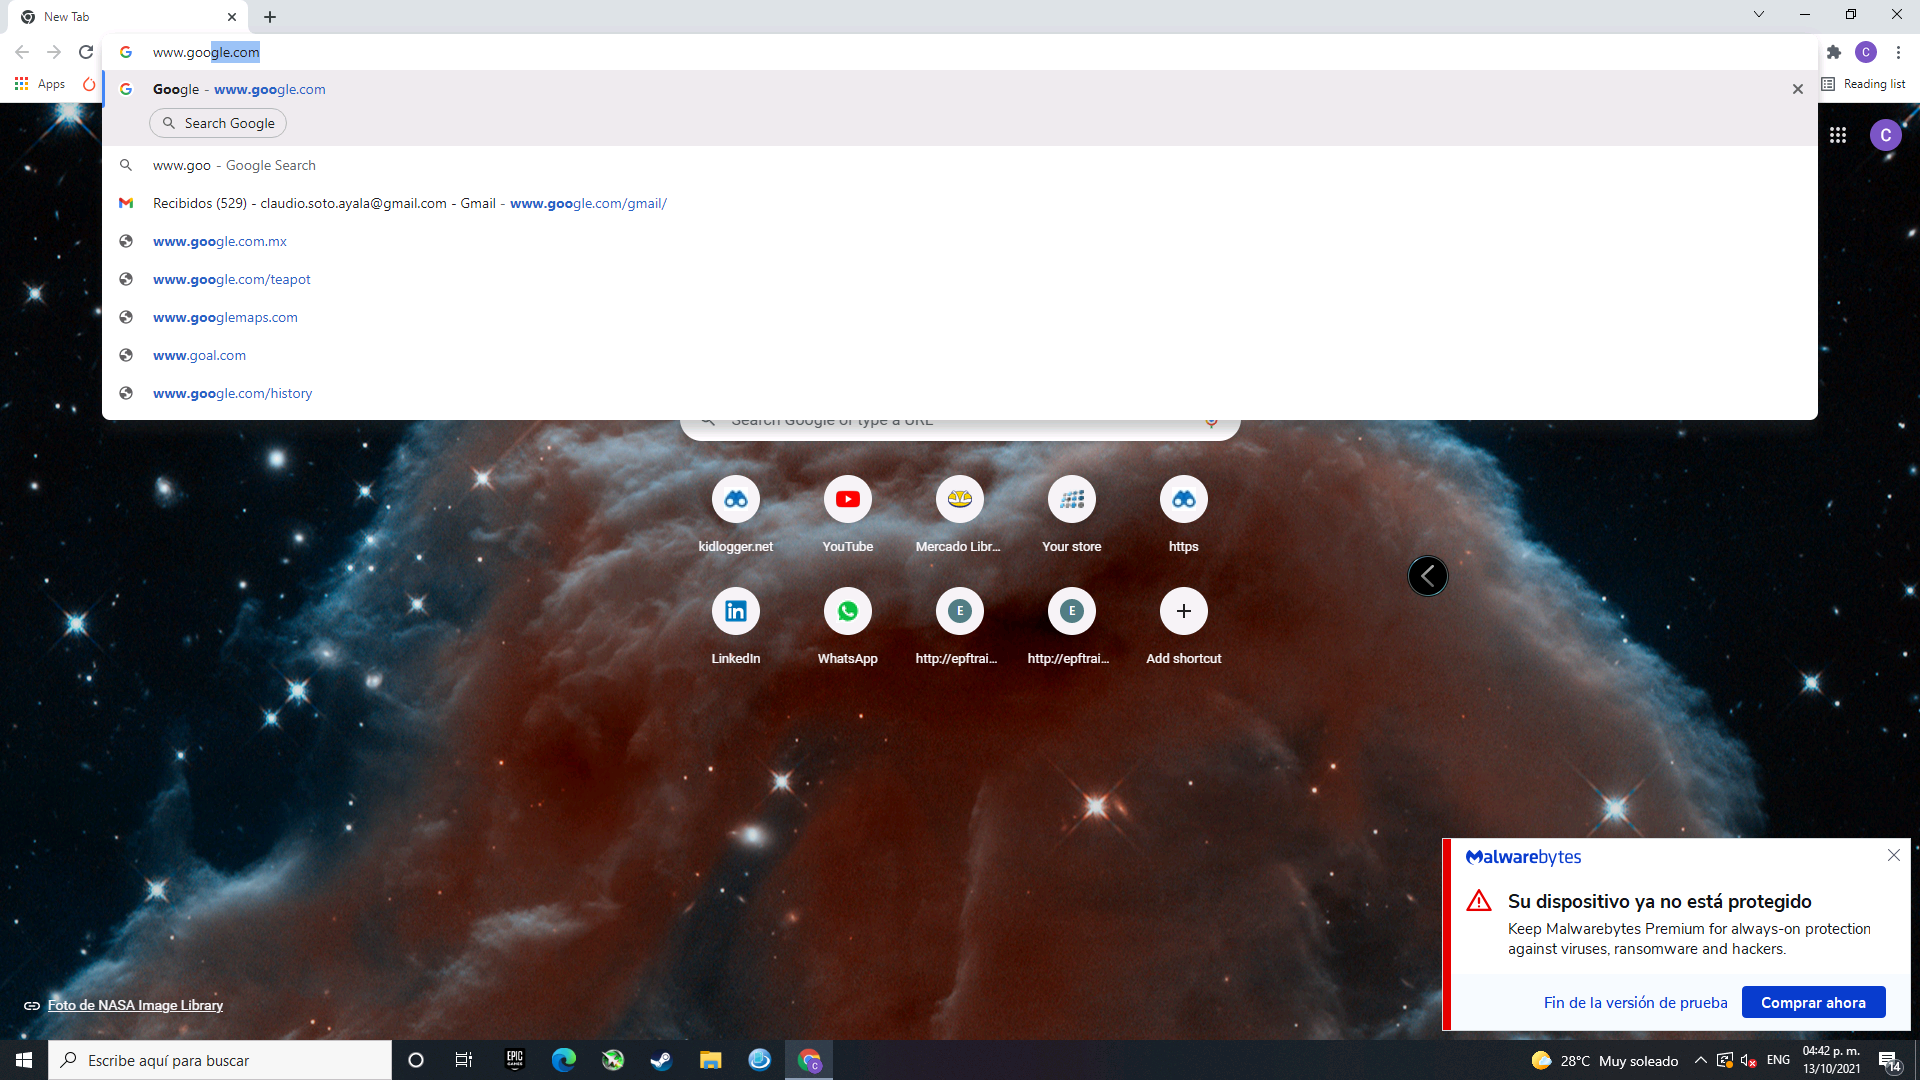 New Tab
www.google.com
Apps
Reading list
Google - www.google.com
Search Google
www.goo - Google Search
Recibidos (529) - claudio.soto.ayala@gmail.com - Gmail - www.google.com/gmail/
www.google.com.mx
www.google.com/teapot
www.googlemaps.com
www.goal.com
www.google.com/history
C
C
Search Google or type a URL
kidlogger.net
YouTube
Mercado Libr...
Your store
https
LinkedIn
WhatsApp
E
http://epftrai...
E
http://epftrai...
Add shortcut
Malwarebytes
Su dispositivo ya no está protegido
Keep Malwarebytes Premium for always-on protection
against viruses, ransomware and hackers.
Fin de la versión de prueba
Comprar ahora
Foto de NASA Image Library
Escribe aquí para buscar
EPIC
GAMES
C
28°C Muy soleado
ENG
04:42 p. m.
13/10/2021
14